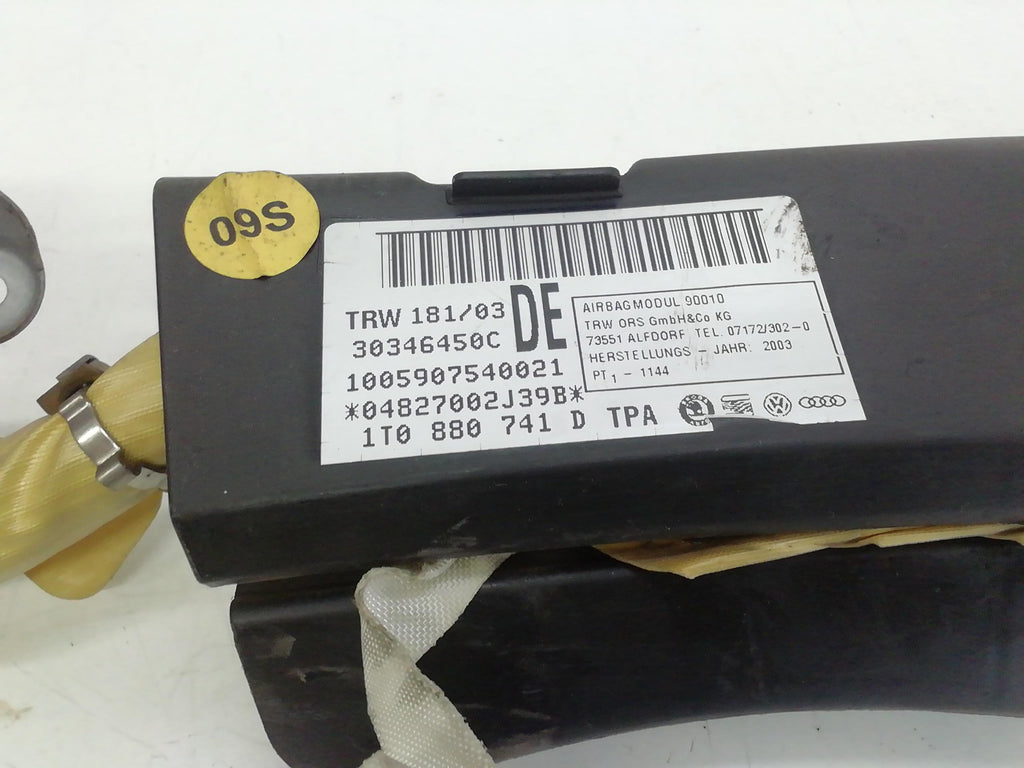 09S
TRW 181/03 DE
30346450C
1005907540021
*04827002J39B*
1T0 880 741 D TPA
AIRBAGMODUL 90010
TRW ORS GmbH&Co KG
73551 ALFDORF, TEL. 07172/302-0
HERSTELLUNGS - JAHR: 2003
PT1 - 1144